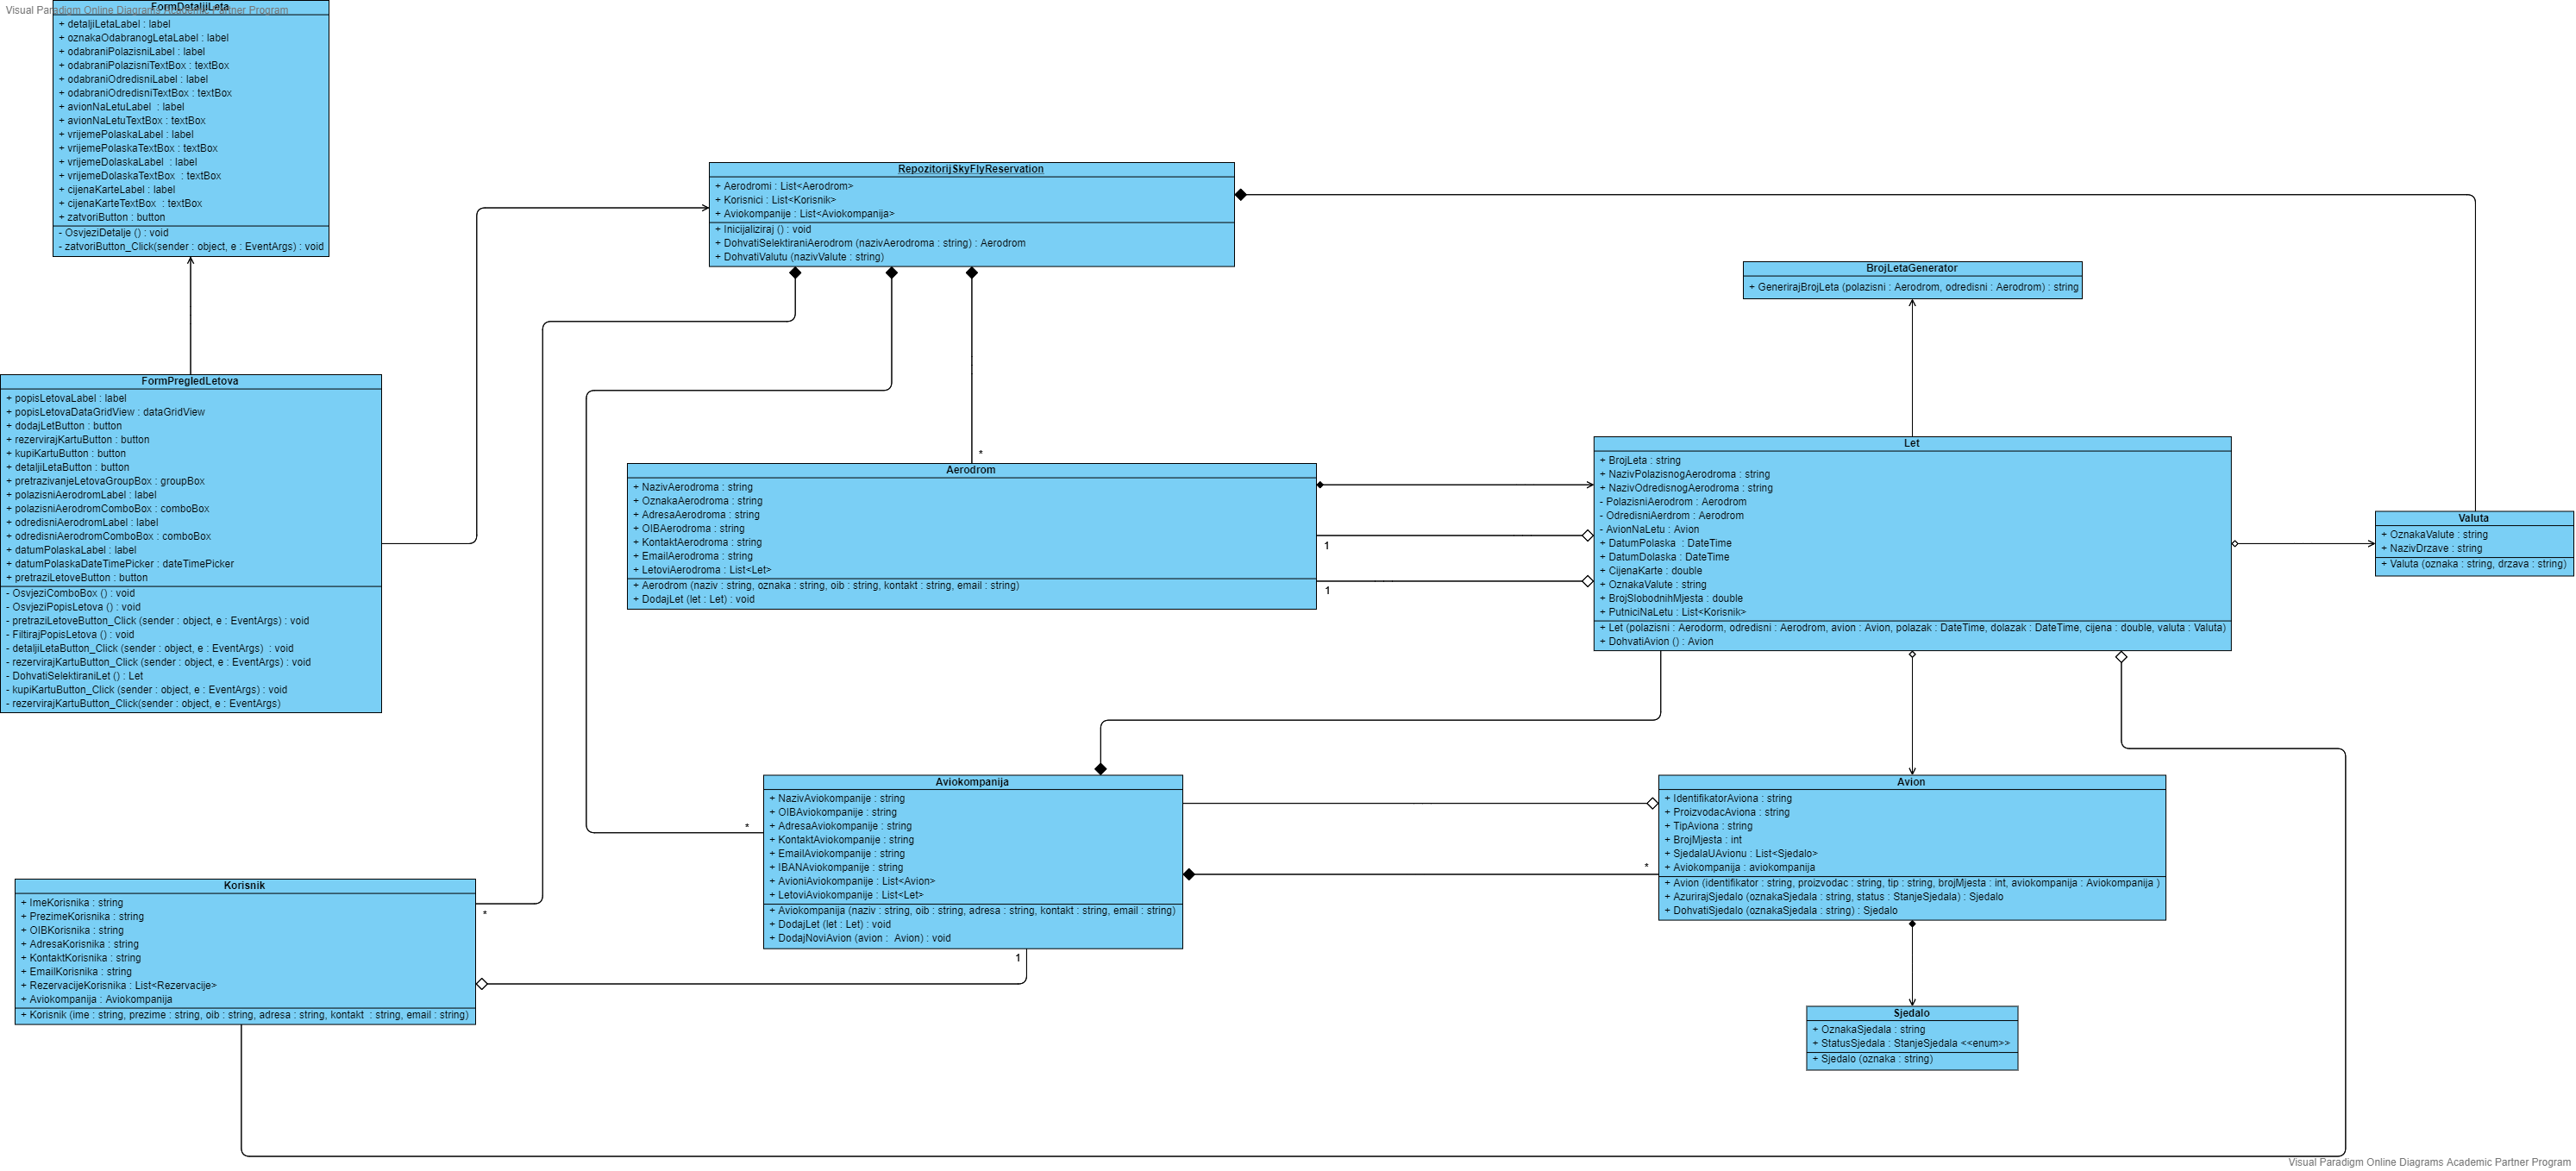 Visual Paradigm Online Diagrams Academic Partner Program
FormDetaljiLeta
+ detaljiLetaLabel : label
+ oznakaOdabranogLetaLabel : label
+ odabraniPolazisniLabel : label
+ odabraniPolazisniTextBox : textBox
+ odabraniOdredisniLabel : label
+ odabraniOdredisniTextBox : textBox
+ avionNaLetuLabel  : label
+ avionNaLetuTextBox : textBox
+ vrijemePolaskaLabel : label
+ vrijemePolaskaTextBox : textBox
+ vrijemeDolaskaLabel  : label
+ vrijemeDolaskaTextBox  : textBox
+ cijenaKarteLabel : label
+ cijenaKarteTextBox  : textBox
+ zatvoriButton : button
- OsvjeziDetalje () : void
- zatvoriButton_Click(sender : object, e : EventArgs) : void
RepozitorijSkyFlyReservation
+ Aerodromi : List<Aerodrom>
+ Korisnici : List<Korisnik>
+ Aviokompanije : List<Aviokompanija>
+ Inicijaliziraj () : void
+ DohvatiSelektiraniAerodrom (nazivAerodroma : string) : Aerodrom
+ DohvatiValutu (nazivValute : string)
BrojLetaGenerator
+ GenerirajBrojLeta (polazisni : Aerodrom, odredisni : Aerodrom) : string
FormPregledLetova
+ popisLetovaLabel : label
+ popisLetovaDataGridView : dataGridView
+ dodajLetButton : button
+ rezervirajKartuButton : button
+ kupiKartuButton : button
+ detaljiLetaButton : button
+ pretrazivanjeLetovaGroupBox : groupBox
+ polazisniAerodromLabel : label
+ polazisniAerodromComboBox : comboBox
+ odredisniAerodromLabel : label
+ odredisniAerodromComboBox : comboBox
+ datumPolaskaLabel : label
+ datumPolaskaDateTimePicker : dateTimePicker
+ pretraziLetoveButton : button
- OsvjeziComboBox () : void
- OsvjeziPopisLetova () : void
- pretraziLetoveButton_Click (sender : object, e : EventArgs) : void
- FiltirajPopisLetova () : void
- detaljiLetaButton_Click (sender : object, e : EventArgs)  : void
- rezervirajKartuButton_Click (sender : object, e : EventArgs) : void
- DohvatiSelektiraniLet () : Let
- kupiKartuButton_Click (sender : object, e : EventArgs) : void
- rezervirajKartuButton_Click(sender : object, e : EventArgs)
*
Aerodrom
+ NazivAerodroma : string
+ OznakaAerodroma : string
+ AdresaAerodroma : string
+ OIBAerodroma : string
+ KontaktAerodroma : string
+ EmailAerodroma : string
+ LetoviAerodroma : List<Let>
+ Aerodrom (naziv : string, oznaka : string, oib : string, kontakt : string, email : string)
+ DodajLet (let : Let) : void
1
1
Let
+ BrojLeta : string
+ NazivPolazisnogAerodroma : string
+ NazivOdredisnogAerodroma : string
- PolazisniAerodrom : Aerodrom
- OdredisniAerdrom : Aerodrom
- AvionNaLetu : Avion
+ DatumPolaska  : DateTime
+ DatumDolaska : DateTime
+ CijenaKarte : double
+ OznakaValute : string
+ BrojSlobodnihMjesta : double
+ PutniciNaLetu : List<Korisnik>
+ Let (polazisni : Aerodorm, odredisni : Aerodrom, avion : Avion, polazak : DateTime, dolazak : DateTime, cijena : double, valuta : Valuta)
+ DohvatiAvion () : Avion
Valuta
+ OznakaValute : string
+ NazivDrzave : string
+ Valuta (oznaka : string, drzava : string)
*
Aviokompanija
+ NazivAviokompanije : string
+ OIBAviokompanije : string
+ AdresaAviokompanije : string
+ KontaktAviokompanije : string
+ EmailAviokompanije : string
+ IBANAviokompanije : string
+ AvioniAviokompanije : List<Avion>
+ LetoviAviokompanije : List<Let>
+ Aviokompanija (naziv : string, oib : string, adresa : string, kontakt : string, email : string)
+ DodajLet (let : Let) : void
+ DodajNoviAvion (avion :  Avion) : void
1
*
Avion
+ IdentifikatorAviona : string
+ ProizvodacAviona : string
+ TipAviona : string
+ BrojMjesta : int
+ SjedalaUAvionu : List<Sjedalo>
+ Aviokompanija : aviokompanija
+ Avion (identifikator : string, proizvodac : string, tip : string, brojMjesta : int, aviokompanija : Aviokompanija )
+ AzurirajSjedalo (oznakaSjedala : string, status : StanjeSjedala) : Sjedalo
+ DohvatiSjedalo (oznakaSjedala : string) : Sjedalo
Korisnik
+ ImeKorisnika : string
+ PrezimeKorisnika : string
+ OIBKorisnika : string
+ AdresaKorisnika : string
+ KontaktKorisnika : string
+ EmailKorisnika : string
+ RezervacijeKorisnika : List<Rezervacije>
+ Aviokompanija : Aviokompanija
+ Korisnik (ime : string, prezime : string, oib : string, adresa : string, kontakt  : string, email : string)
*
Sjedalo
+ OznakaSjedala : string
+ StatusSjedala : StanjeSjedala <<enum>>
+ Sjedalo (oznaka : string)
Visual Paradigm Online Diagrams Academic Partner Program